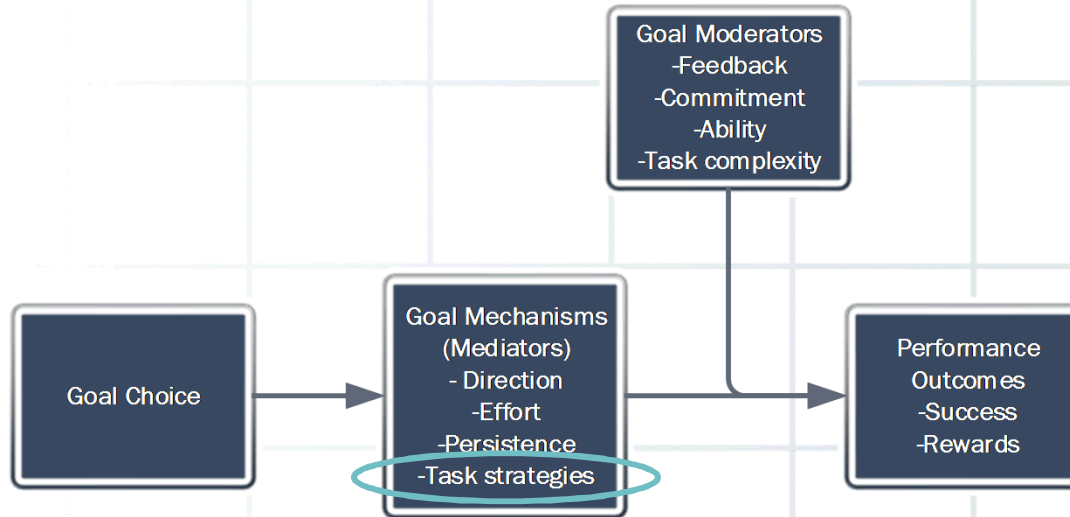 Goal Moderators
-Feedback
-Commitment
-Ability
-Task complexity
Goal Choice
Goal Mechanisms
(Mediators)
- Direction
-Effort
-Persistence
-Task strategies
Performance
Outcomes
-Success
-Rewards